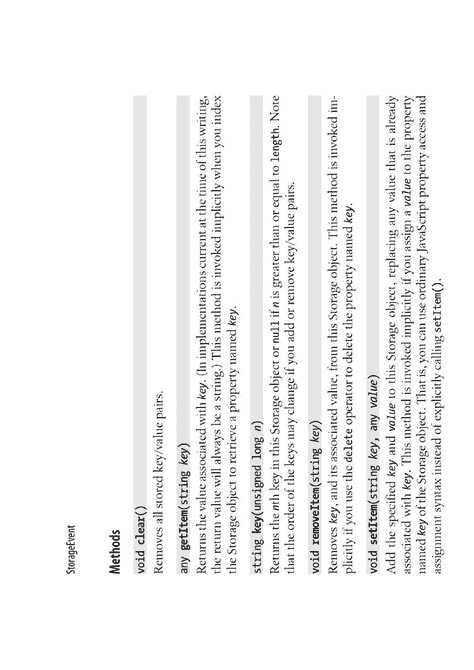 StorageEvent
Methods
void clear()
Removes all stored key/value pairs.
any getItem(string key)
Returns the value associated with key. (In implementations current at the time of this writing,
the return value will always be a string.) This method is invoked implicitly when you index
the Storage object to retrieve a property named key.
string key(unsigned long n)
Returns the nth key in this Storage object or null if n is greater than or equal to length. Note
that the order of the keys may change if you add or remove key/value pairs.
void removeItem(string key)
Removes key, and its associated value, from this Storage object. This method is invoked im-
plicitly if you use the delete operator to delete the property named key.
void setItem(string key, any value)
Add the specified key and value to this Storage object, replacing any value that is already
associated with key. This method is invoked implicitly if you assign a value to the property
named key of the Storage object. That is, you can use ordinary JavaScript property access and
assignment syntax instead of explicitly calling setItem().